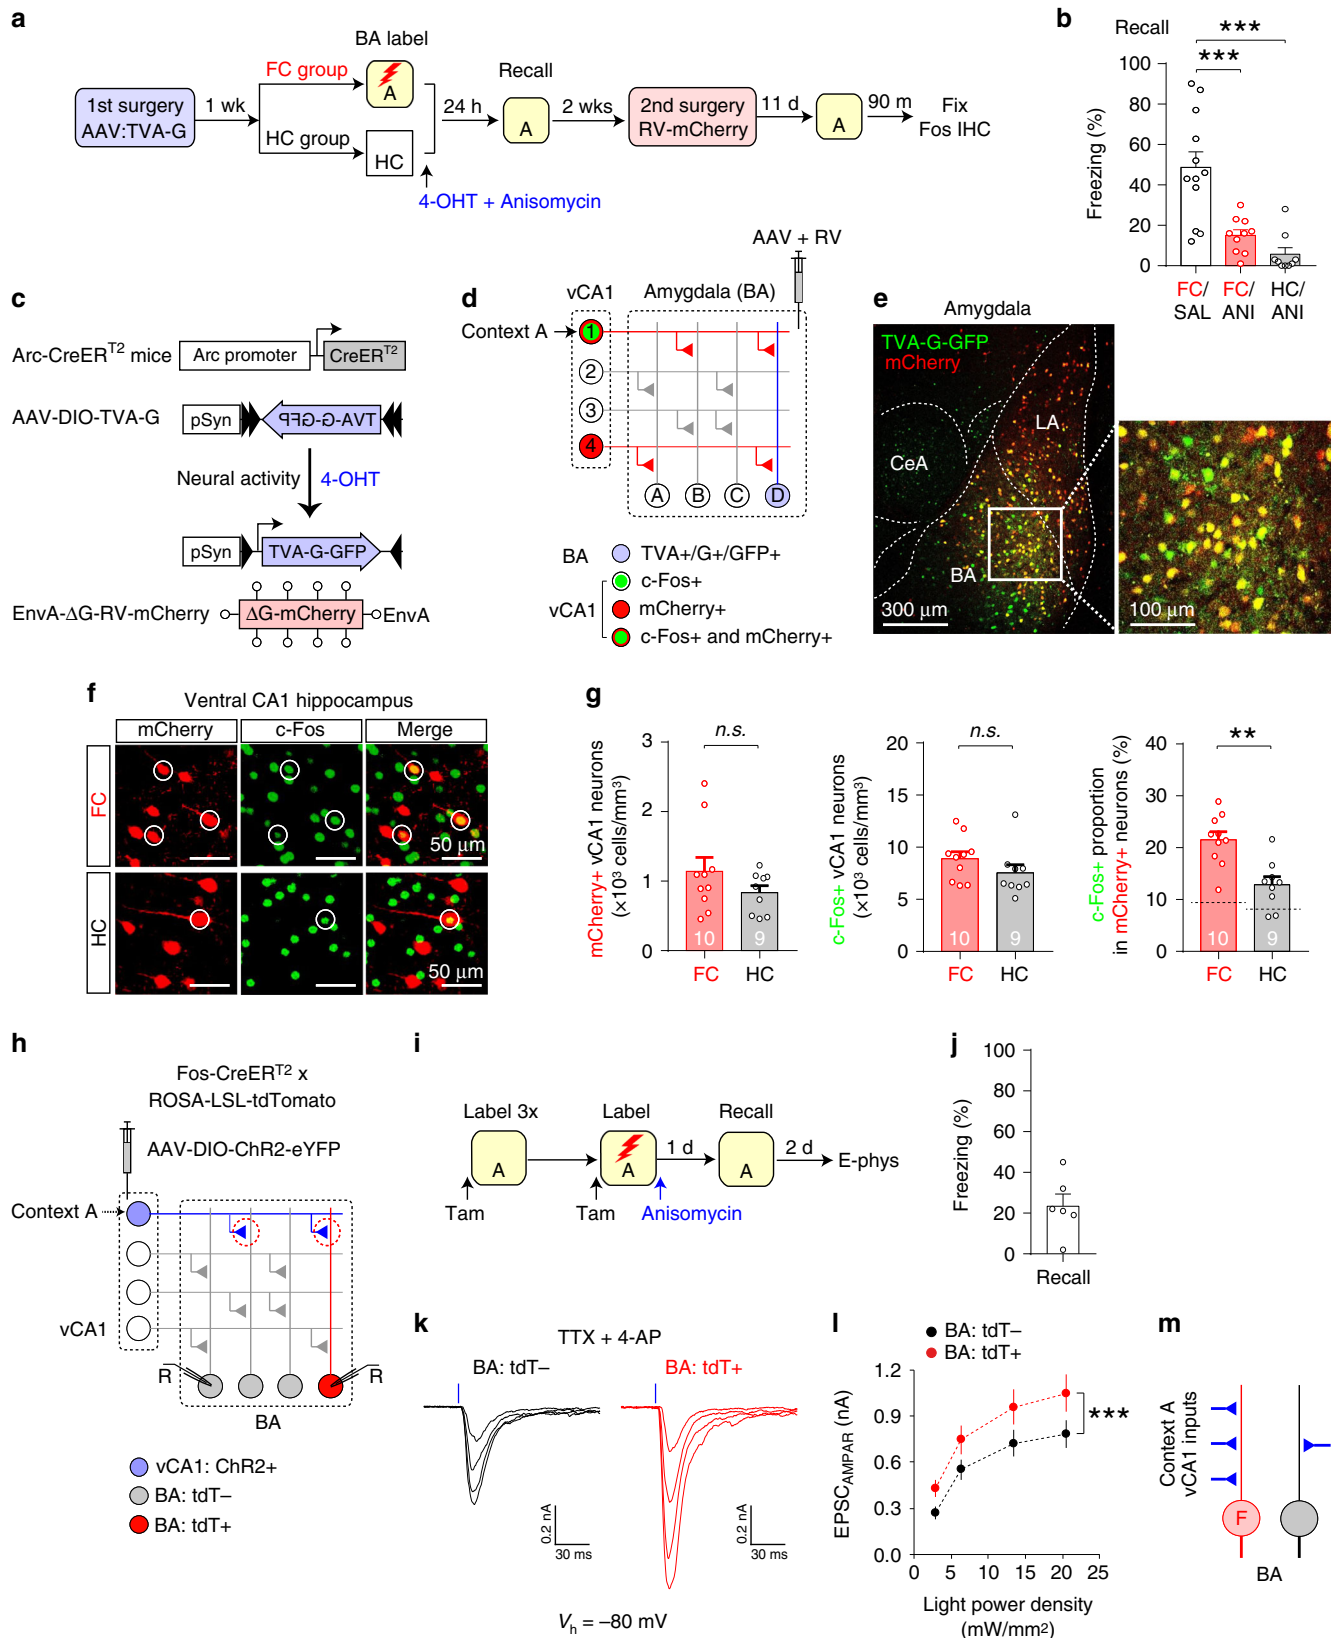 a
BA label
FC group
A
1st surgery
AAV:TVA-G
1 wk
HC group
HC
24 h
4-OHT + Anisomycin
Recall
A
2 wks
2nd surgery
RV-mCherry
11 d
A
90 m
Fix
Fos IHC
b
Recall
***
***
Freezing (%)
100
80
60
40
20
0
FC/ FC/ HC/
SAL ANI ANI
c
Arc-CreERT2 mice
Arc promoter
CreERT2
AAV-DIO-TVA-G
pSyn
TVA-G-GFP
Neural activity
4-OHT
pSyn
TVA-G-GFP
EnvA-ΔG-RV-mCherry
ΔG-mCherry
EnvA
d
AAV + RV
vCA1
Amygdala (BA)
Context A
1
2
3
4
A B C D
BA
TVA+/G+/GFP+
vCA1
c-Fos+
mCherry+
c-Fos+ and mCherry+
e
Amygdala
TVA-G-GFP
mCherry
LA
CeA
BA
300 μm
100 μm
f
Ventral CA1 hippocampus
mCherry c-Fos Merge
FC
50 μm
HC
50 μm
g
mCherry+ vCA1 neurons
(×10³ cells/mm³)
3
2
1
0
n.s.
10 9
FC HC
c-Fos+ vCA1 neurons
(×10³ cells/mm³)
20
15
10
5
0
n.s.
10 9
FC HC
c-Fos+ proportion
in mCherry+ neurons (%)
40
30
20
10
0
**
10 9
FC HC
h
Fos-CreERT2 x
ROSA-LSL-tdTomato
AAV-DIO-ChR2-eYFP
Context A
vCA1
R
R
BA
vCA1: ChR2+
BA: tdT−
BA: tdT+
i
Label 3x
Label
Recall
A
A
1 d
A
2 d
E-phys
Tam
Tam
Anisomycin
j
Freezing (%)
100
80
60
40
20
0
Recall
k
TTX + 4-AP
BA: tdT−
BA: tdT+
0.2 nA
30 ms
0.2 nA
30 ms
Vh = −80 mV
l
BA: tdT−
BA: tdT+
EPSCAMPAR (nA)
1.2
0.9
0.6
0.3
0.0
***
0 5 10 15 20 25
Light power density
(mW/mm²)
m
Context A
vCA1 inputs
F
BA